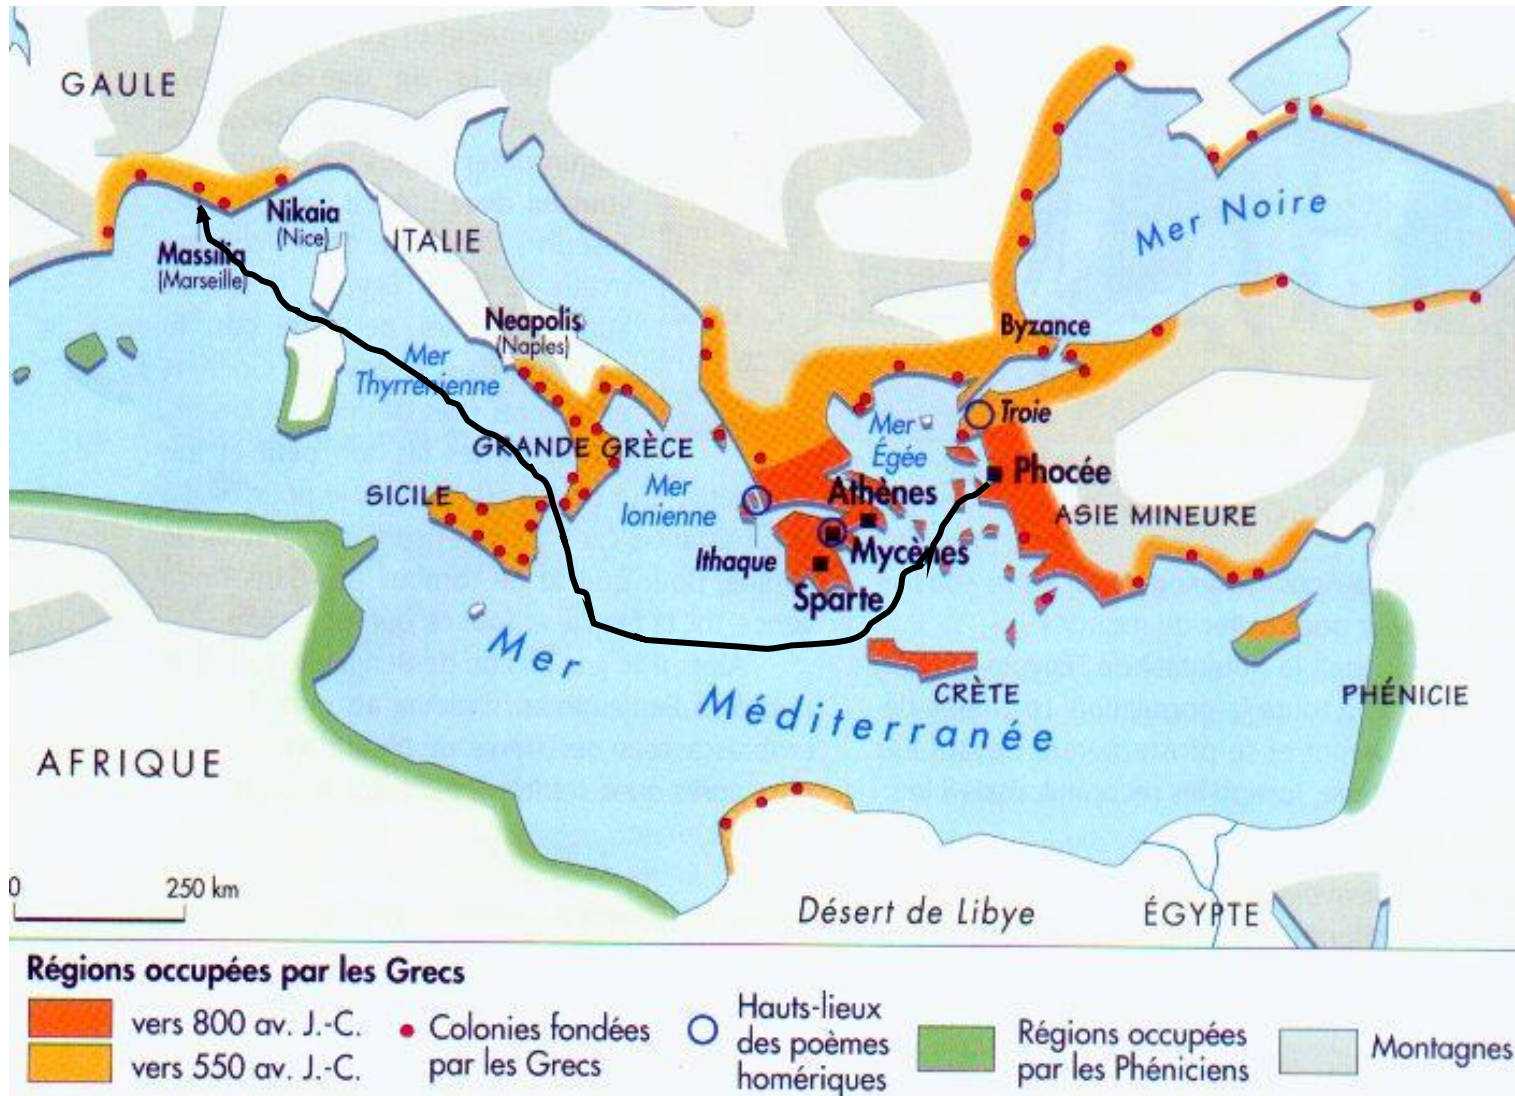 GAULE
Nikaia
(Nice)
Massilia
(Marseille)
ITALIE
Mer Noire
Neapolis
(Naples)
Byzance
Mer
Thyrrénienne
Mer
Égée
Troie
GRANDE GRÈCE
Phocée
SICILE
Mer
Ionienne
Athènes
ASIE MINEURE
Ithaque
Mycènes
Sparte
Mer
Méditerranée
CRÈTE
PHÉNICIE
AFRIQUE
0 250 km
Désert de Libye
ÉGYPTE
Régions occupées par les Grecs
vers 800 av. J.-C.
vers 550 av. J.-C.
Colonies fondées
par les Grecs
Hauts-lieux
des poèmes
homériques
Régions occupées
par les Phéniciens
Montagnes